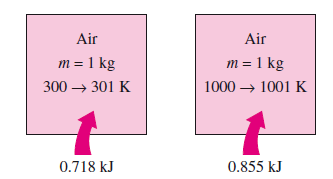 Air
m = 1 kg
300 → 301 K
0.718 kJ
Air
m = 1 kg
1000 → 1001 K
0.855 kJ